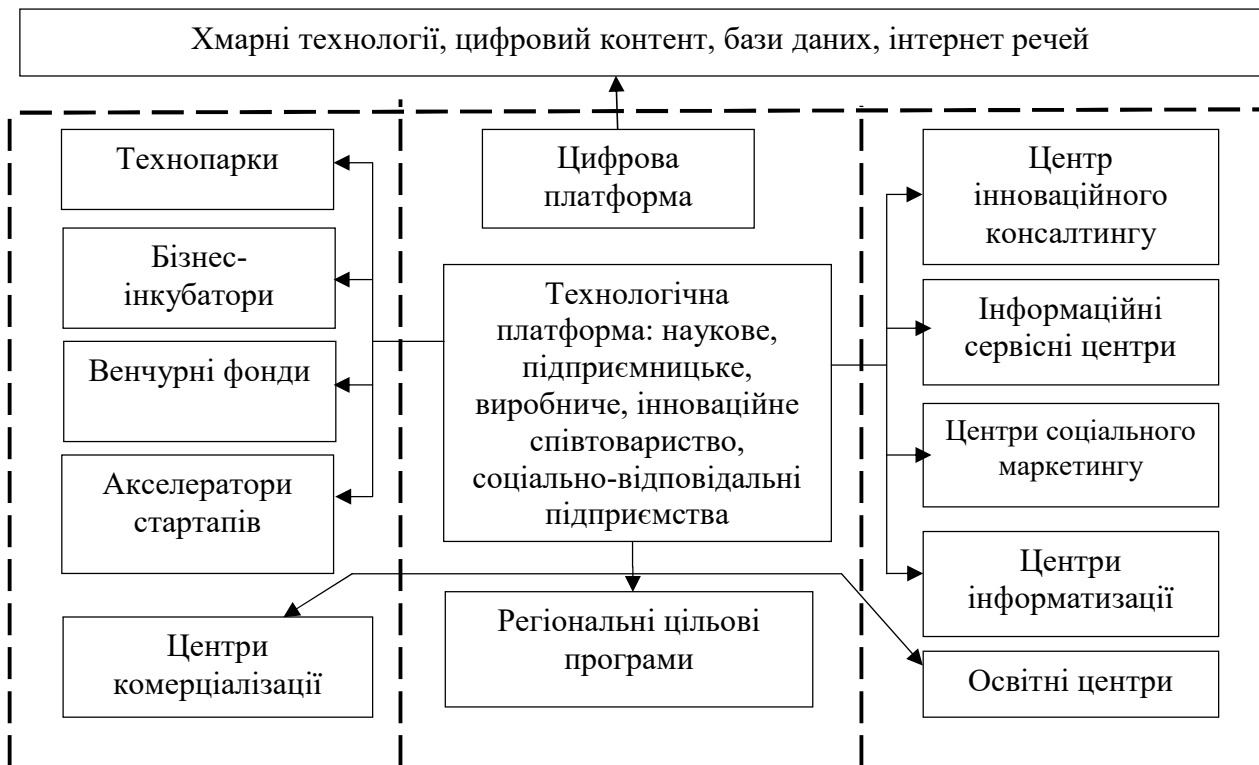 Хмарні технології, цифровий контент, бази даних, інтернет речей
Технопарки
Бізнес-
інкубатори
Венчурні фонди
Акселератори
стартапів
Центри
комерціалізації
Цифрова
платформа
Технологічна
платформа: наукове,
підприємницьке,
виробниче, інноваційне
співтовариство,
соціально-відповідальні
підприємства
Регіональні цільові
програми
Центр
інноваційного
консалтингу
Інформаційні
сервісні центри
Центри соціального
маркетингу
Центри
інформатизації
Освітні центри